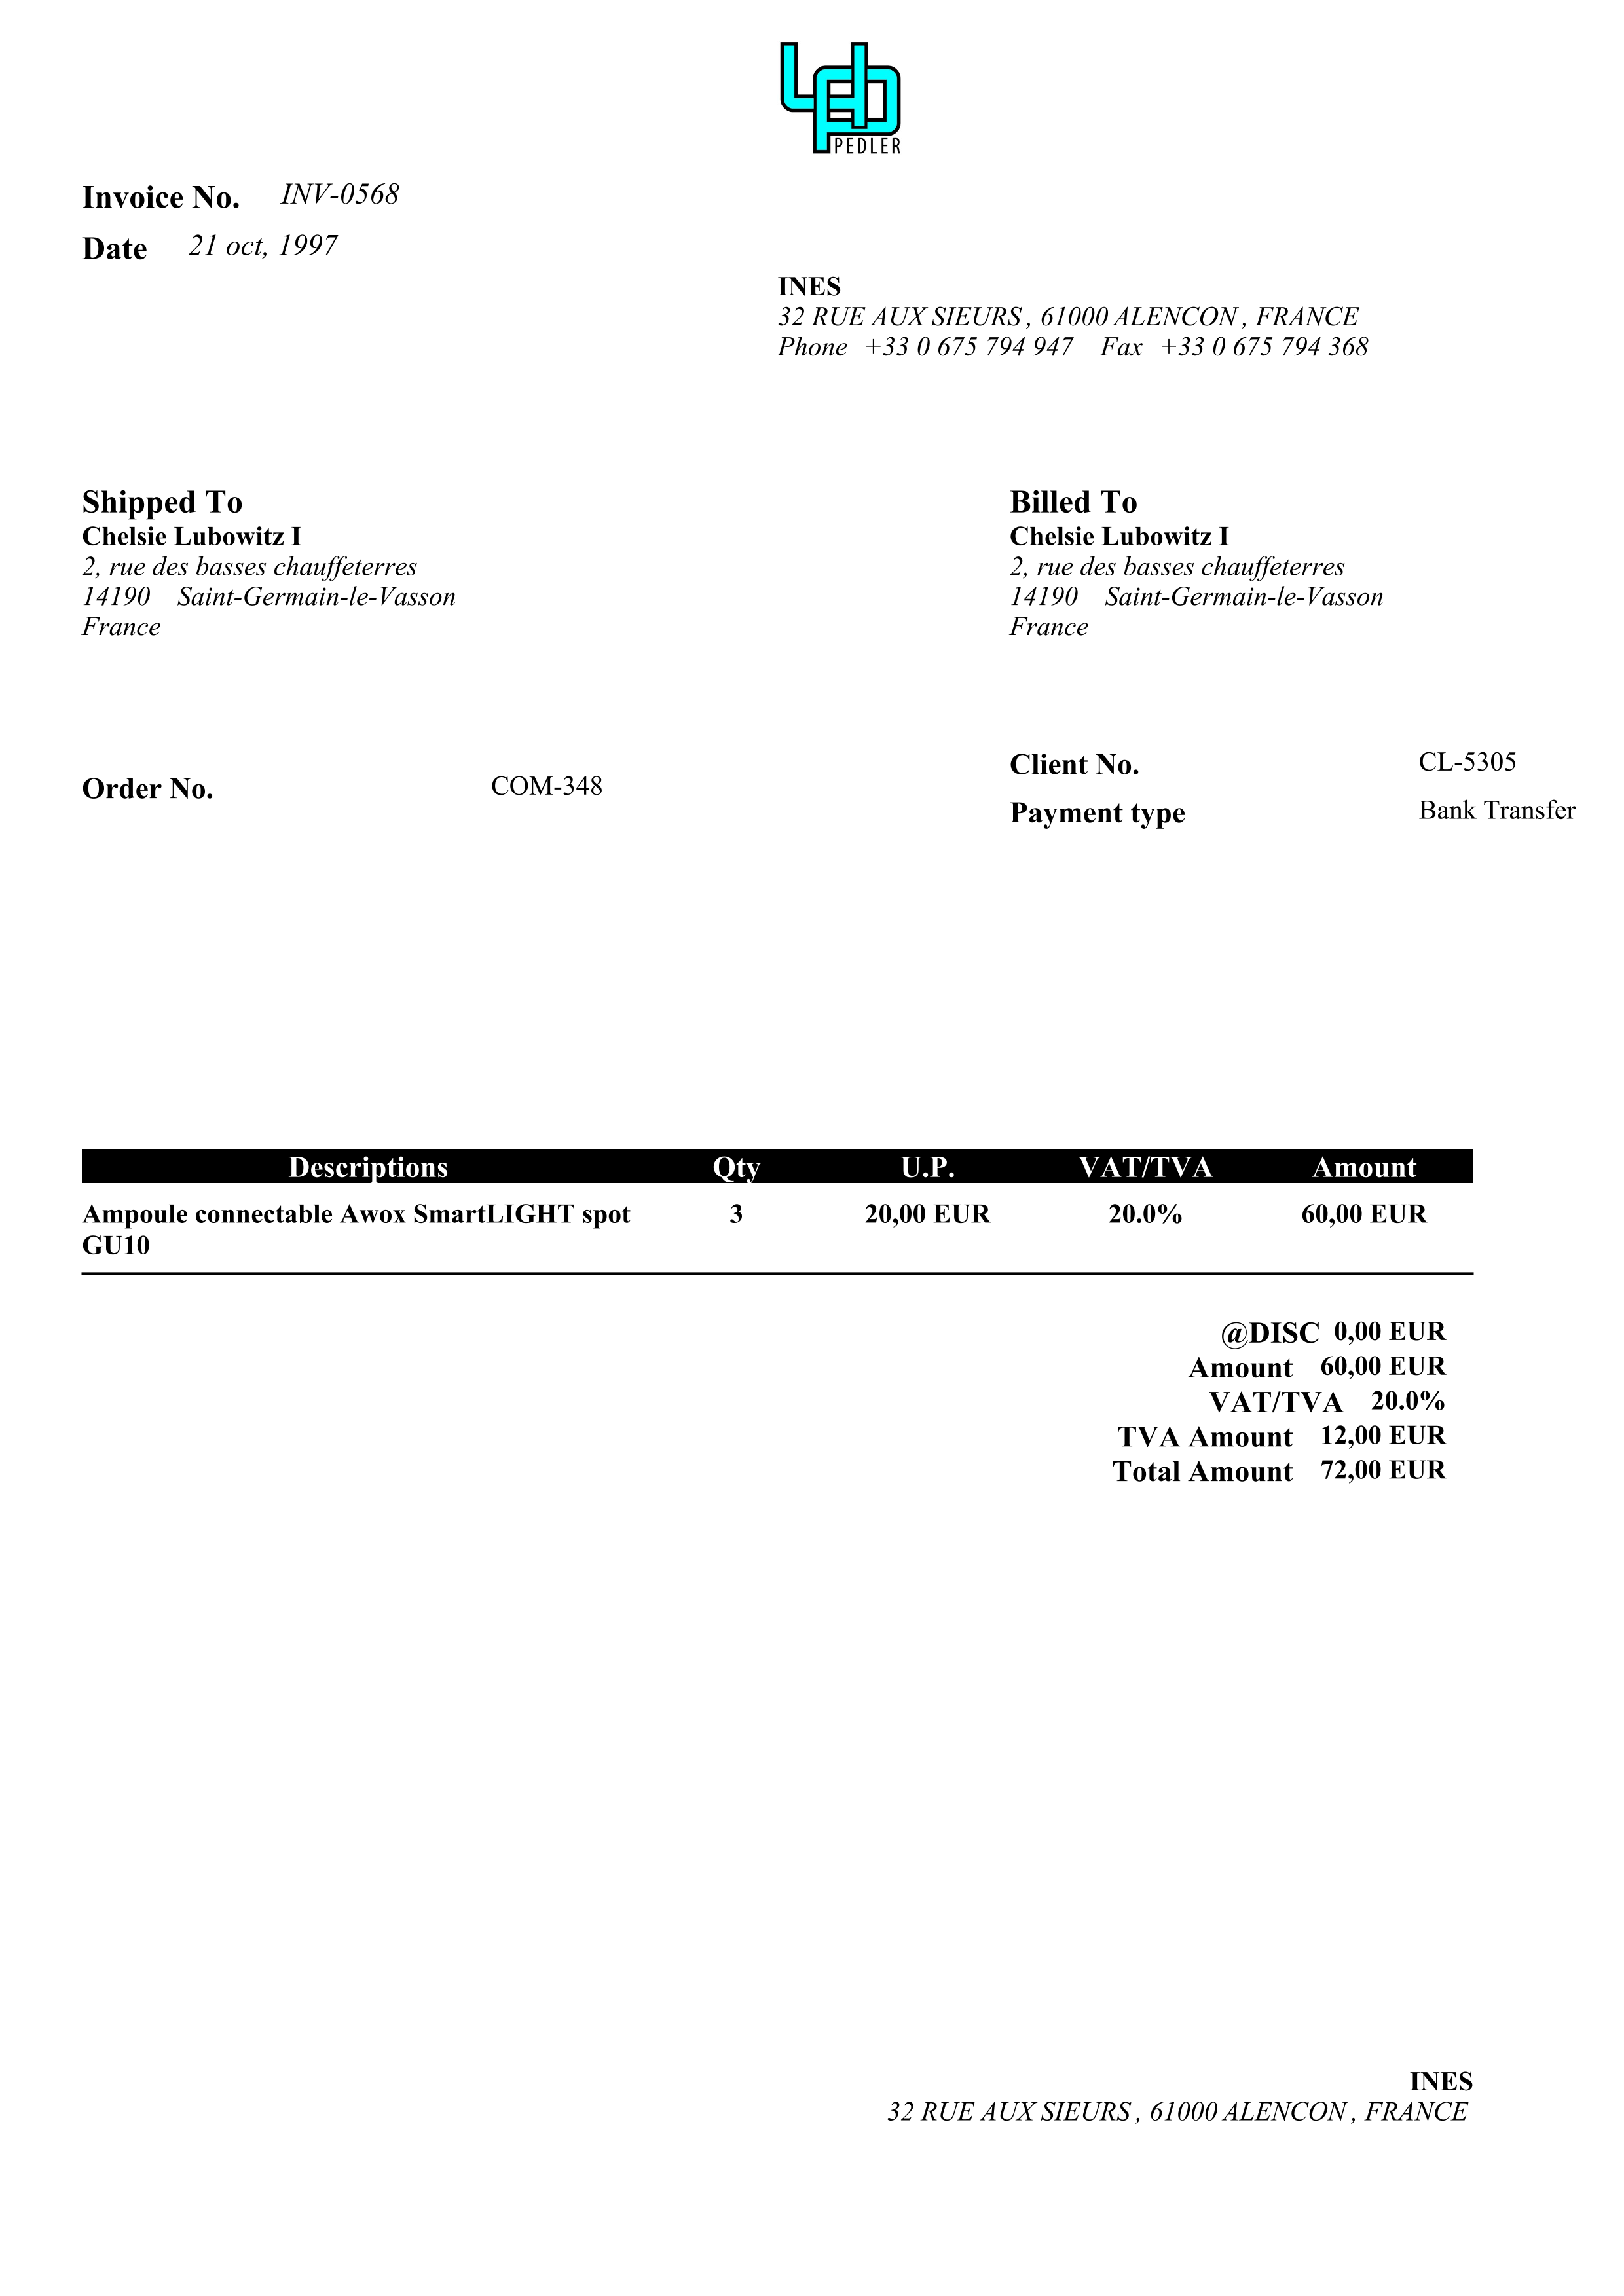 PEDLER
Invoice No. INV-0568
Date 21 oct, 1997
INES
32 RUE AUX SIEURS , 61000 ALENCON , FRANCE
Phone +33 0 675 794 947 Fax +33 0 675 794 368
Shipped To
Chelsie Lubowitz I
2, rue des basses chauffeterres
14190 Saint-Germain-le-Vasson
France
Billed To
Chelsie Lubowitz I
2, rue des basses chauffeterres
14190 Saint-Germain-le-Vasson
France
Order No. COM-348
Client No. CL-5305
Payment type Bank Transfer
Descriptions Qty U.P. VAT/TVA Amount
Ampoule connectable Awox SmartLIGHT spot 3 20,00 EUR 20.0% 60,00 EUR
GU10
@DISC 0,00 EUR
Amount 60,00 EUR
VAT/TVA 20.0%
TVA Amount 12,00 EUR
Total Amount 72,00 EUR
INES
32 RUE AUX SIEURS , 61000 ALENCON , FRANCE